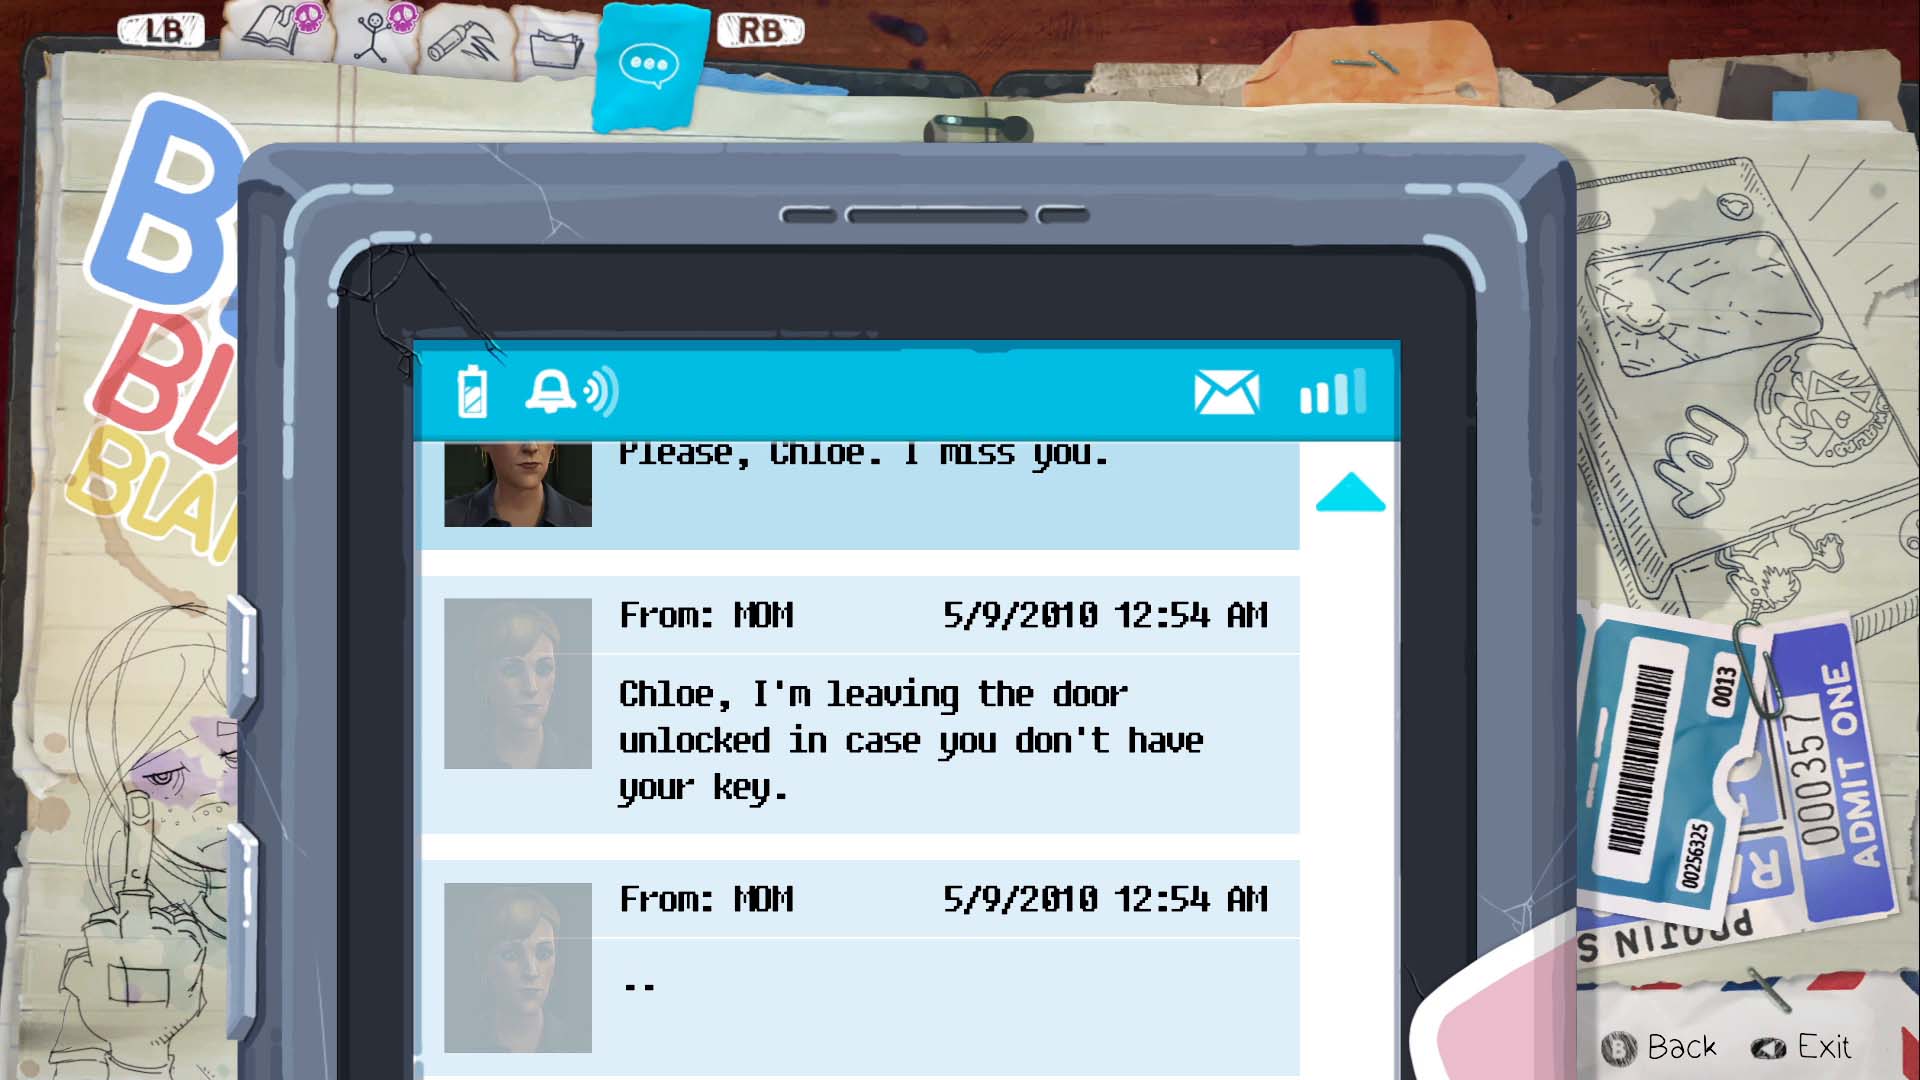 LB
RB
Please, Chloe. I miss you.
From: MOM 5/9/2010 12:54 AM
Chloe, I'm leaving the door
unlocked in case you don't have
your key.
From: MOM 5/9/2010 12:54 AM
--
0013
00256325
000357
ADMIT ONE
B Back
Exit